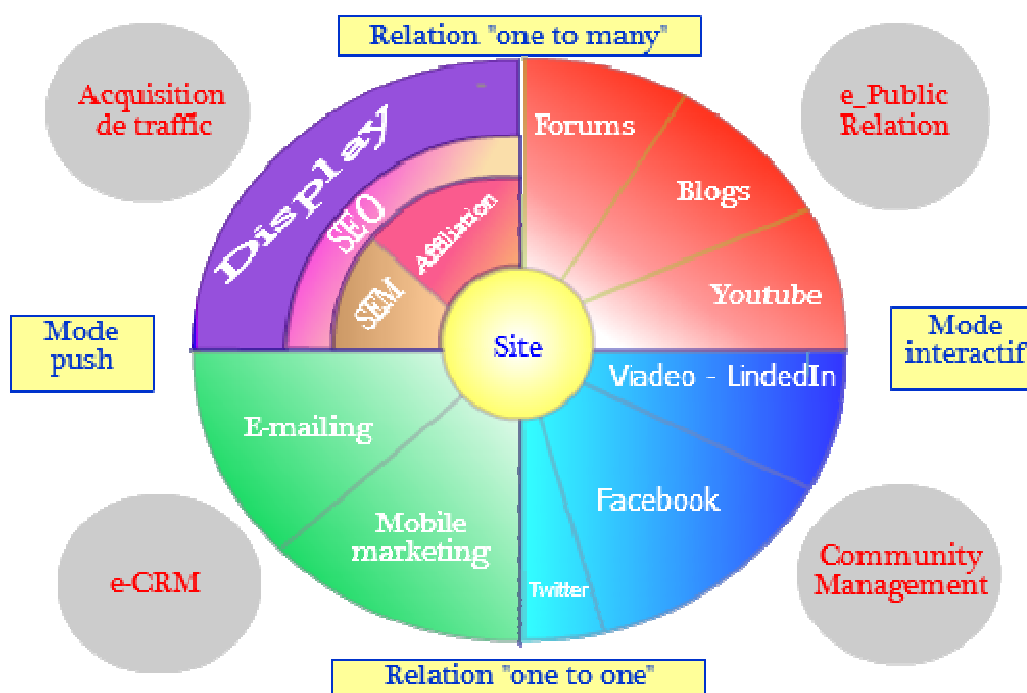 Relation "one to many"
Acquisition
de traffic
e_Public
Relation
Display
SEO
Affiliation
SEM
Forums
Blogs
Youtube
Mode
push
Site
Mode
interactif
Viadeo - LindedIn
E-mailing
Facebook
Mobile
marketing
Twitter
e-CRM
Community
Management
Relation "one to one"